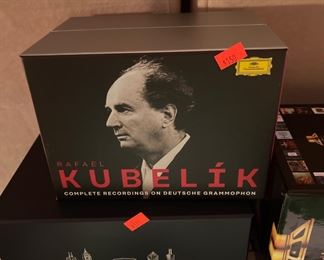 RAFAEL
KUBELÍK
COMPLETE RECORDINGS ON DEUTSCHE GRAMMOPHON